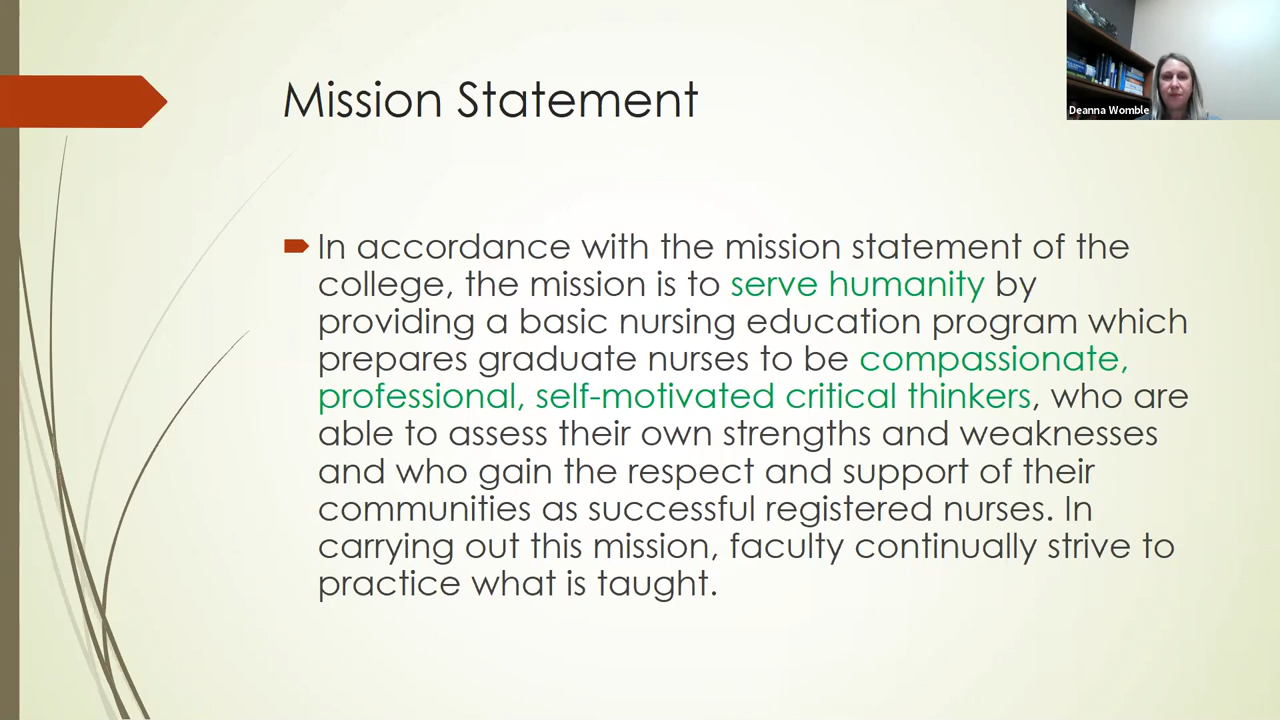 Mission Statement
Deanna Womble
In accordance with the mission statement of the
college, the mission is to serve humanity by
providing a basic nursing education program which
prepares graduate nurses to be compassionate,
professional, self-motivated critical thinkers, who are
able to assess their own strengths and weaknesses
and who gain the respect and support of their
communities as successful registered nurses. In
carrying out this mission, faculty continually strive to
practice what is taught.